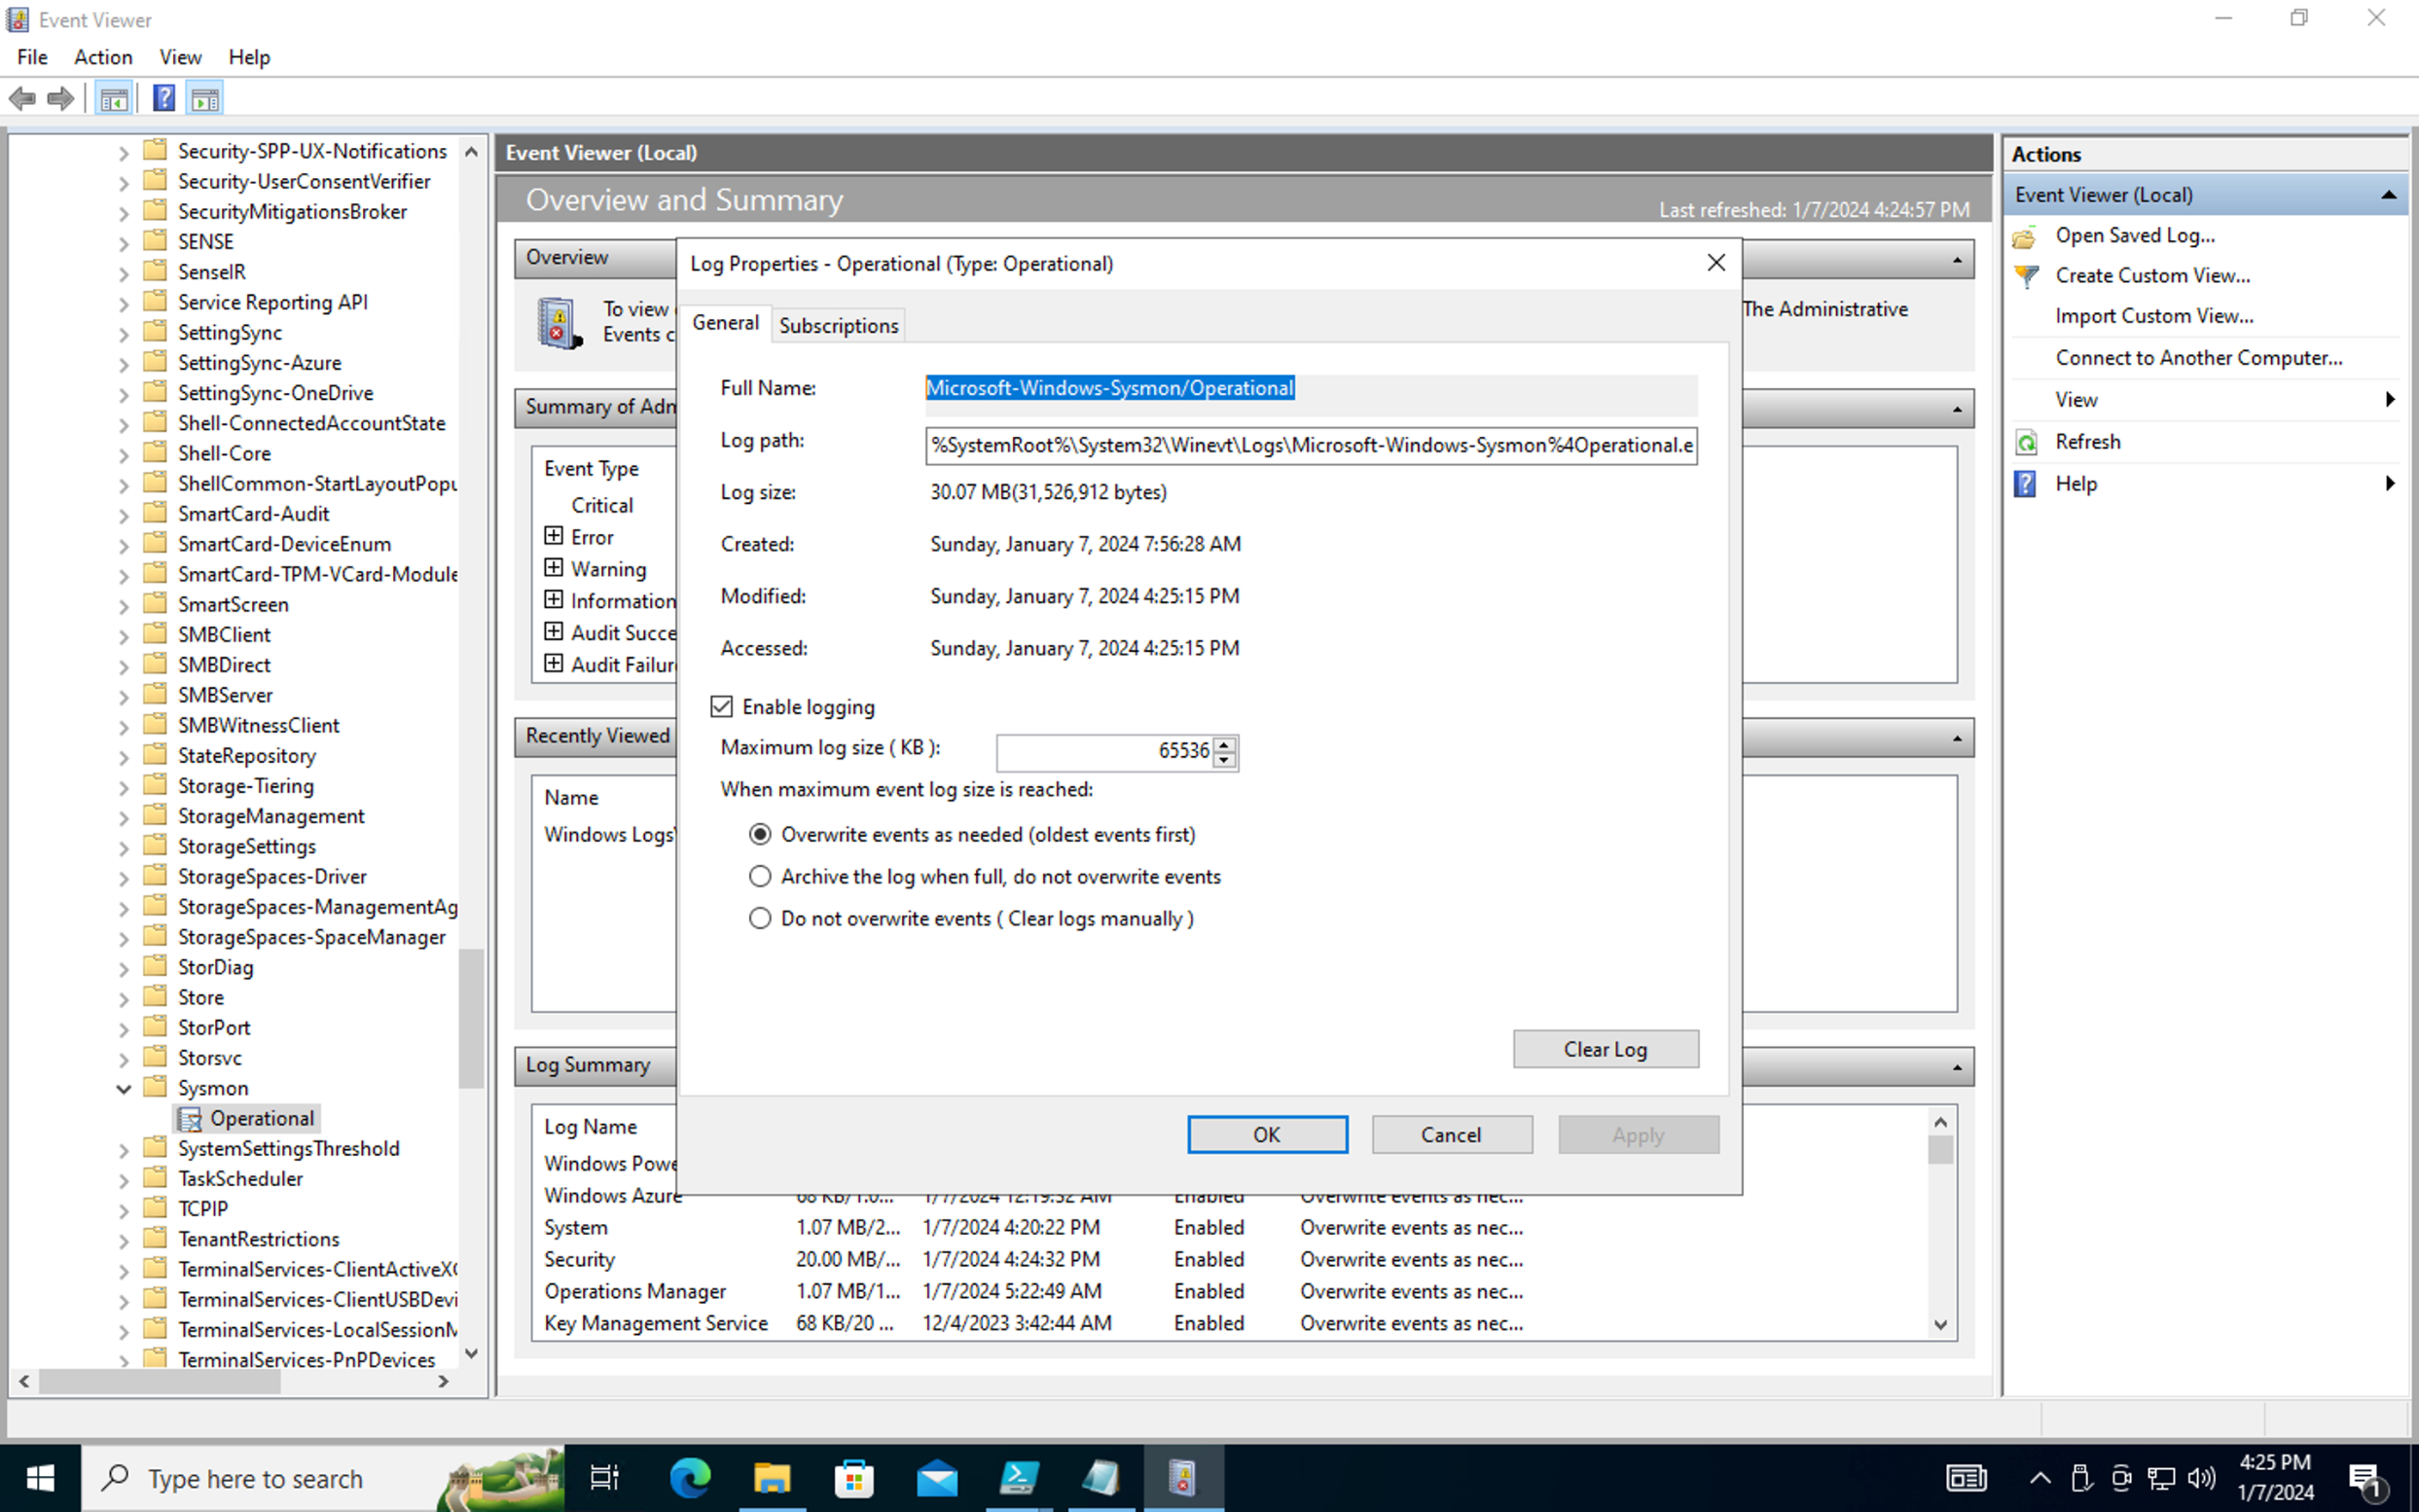 Event Viewer
File Action View Help
Security-SPP-UX-Notifications
Security-UserConsentVerifier
SecurityMitigationsBroker
SENSE
SenseIR
Service Reporting API
SettingSync
SettingSync-Azure
SettingSync-OneDrive
Shell-ConnectedAccountState
Shell-Core
ShellCommon-StartLayoutPopu
SmartCard-Audit
SmartCard-DeviceEnum
SmartCard-TPM-VCard-Module
SmartScreen
SMBClient
SMBDirect
SMBServer
SMBWitnessClient
StateRepository
Storage-Tiering
StorageManagement
StorageSettings
StorageSpaces-Driver
StorageSpaces-ManagementAg
StorageSpaces-SpaceManager
StorDiag
Store
StorPort
Storsvc
Sysmon
Operational
SystemSettingsThreshold
TaskScheduler
TCPIP
TenantRestrictions
TerminalServices-ClientActiveX
TerminalServices-ClientUSBDevi
TerminalServices-LocalSessionM
TerminalServices-PnPDevices
Event Viewer (Local)
Overview and Summary
Last refreshed: 1/7/2024 4:24:57 PM
Overview
To view
Events c
The Administrative
Summary of Adm
Event Type
Critical
Error
Warning
Information
Audit Succe
Audit Failur
Recently Viewed
Name
Windows Logs\
Log Summary
Log Name
Windows Powe
Windows Azure 68 KB/1.0... 1/7/2024 12:19:52 AM Enabled Overwrite events as nec...
System 1.07 MB/2... 1/7/2024 4:20:22 PM Enabled Overwrite events as nec...
Security 20.00 MB/... 1/7/2024 4:24:32 PM Enabled Overwrite events as nec...
Operations Manager 1.07 MB/1... 1/7/2024 5:22:49 AM Enabled Overwrite events as nec...
Key Management Service 68 KB/20 ... 12/4/2023 3:42:44 AM Enabled Overwrite events as nec...
Log Properties - Operational (Type: Operational)
General Subscriptions
Full Name: Microsoft-Windows-Sysmon/Operational
Log path: %SystemRoot%\System32\Winevt\Logs\Microsoft-Windows-Sysmon%4Operational.e
Log size: 30.07 MB(31,526,912 bytes)
Created: Sunday, January 7, 2024 7:56:28 AM
Modified: Sunday, January 7, 2024 4:25:15 PM
Accessed: Sunday, January 7, 2024 4:25:15 PM
Enable logging
Maximum log size ( KB ): 65536
When maximum event log size is reached:
Overwrite events as needed (oldest events first)
Archive the log when full, do not overwrite events
Do not overwrite events ( Clear logs manually )
Clear Log
OK Cancel Apply
Actions
Event Viewer (Local)
Open Saved Log...
Create Custom View...
Import Custom View...
Connect to Another Computer...
View
Refresh
Help
Type here to search
4:25 PM
1/7/2024
1